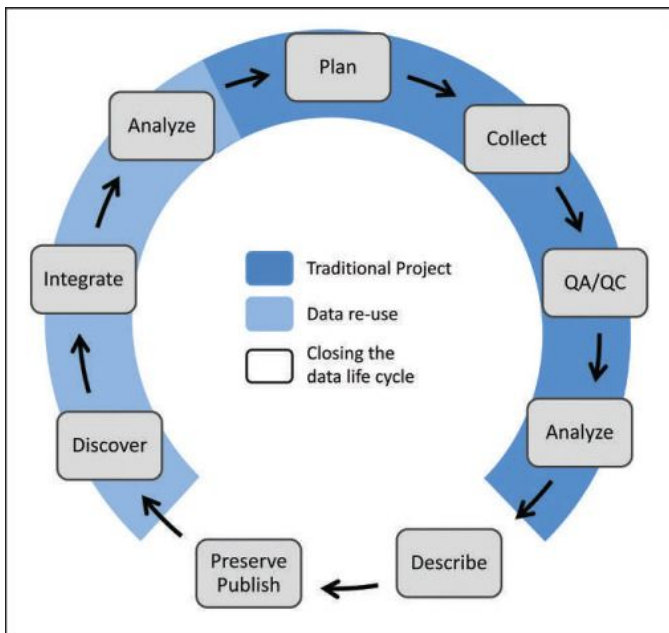 Plan
Collect
QA/QC
Analyze
Describe
Preserve
Publish
Discover
Integrate
Analyze
Traditional Project
Data re-use
Closing the
data life cycle